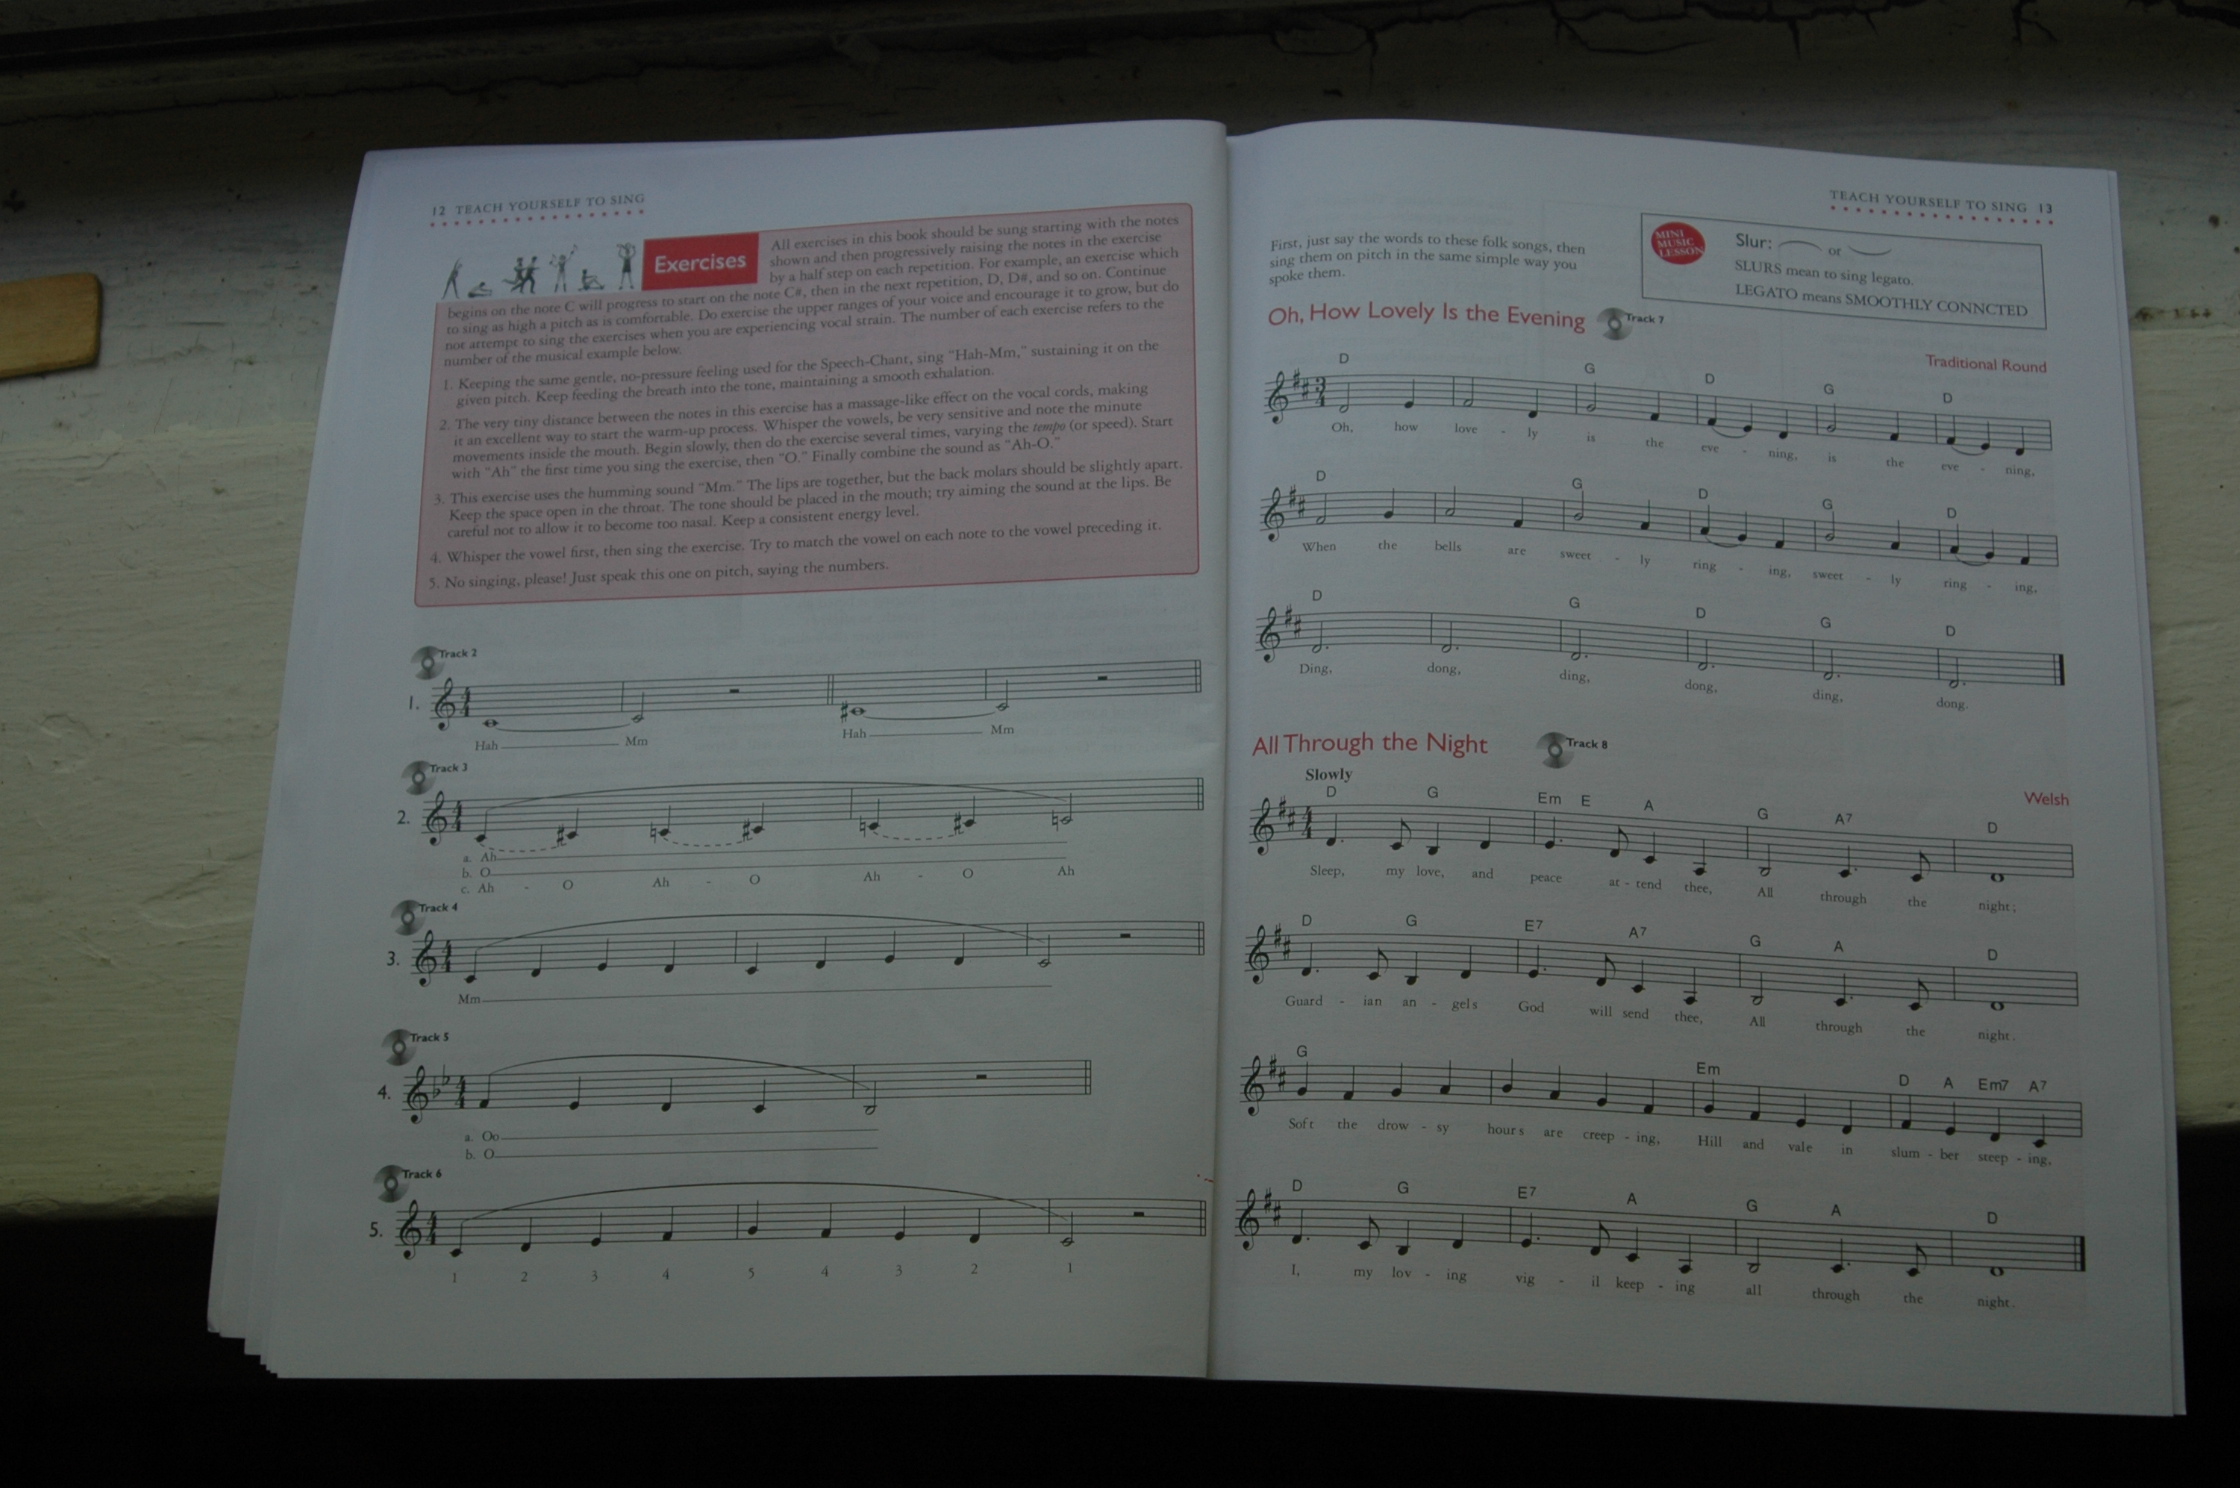 12 TEACH YOURSELF TO SING
Exercises
All exercises in this book should be sung starting with the notes
shown and then progressively raising the notes in the exercise
by a half step on each repetition. For example, an exercise which
begins on the note C will progress to start on the note C#, then in the next repetition, D, D#, and so on. Continue
to sing as high a pitch as is comfortable. Do exercise the upper ranges of your voice and encourage it to grow, but do
not attempt to sing the exercises when you are experiencing vocal strain. The number of each exercise refers to the
number of the musical example below.
1. Keeping the same gentle, no-pressure feeling used for the Speech-Chant, sing "Hah-Mm," sustaining it on the
given pitch. Keep feeding the breath into the tone, maintaining a smooth exhalation.
2. The very tiny distance between the notes in this exercise has a massage-like effect on the vocal cords, making
it an excellent way to start the warm-up process. Whisper the vowels, be very sensitive and note the minute
movements inside the mouth. Begin slowly, then do the exercise several times, varying the tempo (or speed). Start
with "Ah" the first time you sing the exercise, then "O." Finally combine the sound as "Ah-O."
3. This exercise uses the humming sound "Mm." The lips are together, but the back molars should be slightly apart.
Keep the space open in the throat. The tone should be placed in the mouth; try aiming the sound at the lips. Be
careful not to allow it to become too nasal. Keep a consistent energy level.
4. Whisper the vowel first, then sing the exercise. Try to match the vowel on each note to the vowel preceding it.
5. No singing, please! Just speak this one on pitch, saying the numbers.
Track 2
1. 4 4
Hah Mm Hah Mm
Track 3
2. 4 4
a. Ah
b. O
c. Ah - O Ah - O Ah - O Ah
Track 4
3. 4 4
Mm
Track 5
4. 4 4
a. Oo
b. O
Track 6
5. 4 4
1 2 3 4 5 4 3 2 1
TEACH YOURSELF TO SING 13
First, just say the words to these folk songs, then
sing them on pitch in the same simple way you
spoke them.
MINI
MUSIC
LESSON
Slur: or
SLURS mean to sing legato.
LEGATO means SMOOTHLY CONNCTED
Oh, How Lovely Is the Evening Track 7
Traditional Round
D G D G D
3 4
Oh, how love - ly is the eve - ning, is the eve - ning,
D G D G D
When the bells are sweet - ly ring - ing, sweet - ly ring - ing,
D G D G D
Ding, dong, ding, dong, ding, dong.
All Through the Night Track 8
Slowly
Welsh
D G Em E A G A7 D
4 4
Sleep, my love, and peace at - tend thee, All through the night;
D G E7 A7 G A D
Guard - ian an - gels God will send thee, All through the night.
G Em D A Em7 A7
Soft the drow - sy hours are creep - ing, Hill and vale in slum - ber steep - ing,
D G E7 A G A D
I, my lov - ing vig - il keep - ing all through the night.